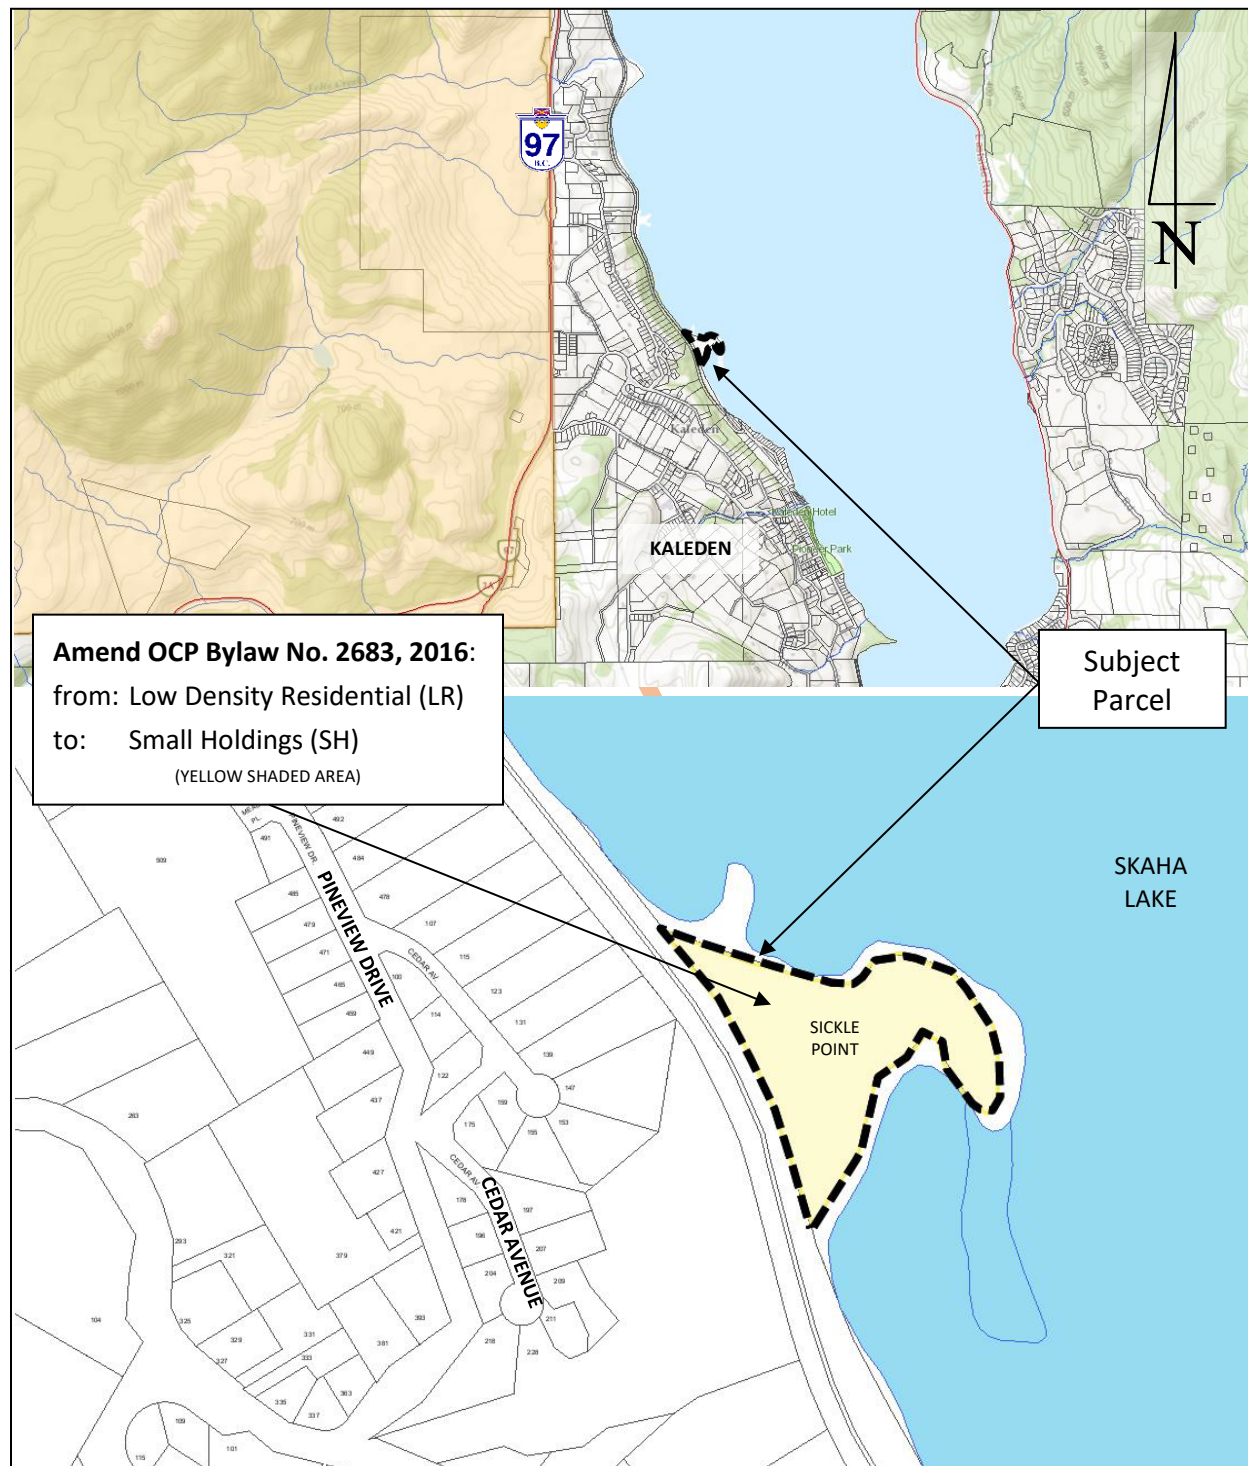 97
B.C.
N
Kaleden
Kaleden Hotel
Pioneer Park
KALEDEN
97
Amend OCP Bylaw No. 2683, 2016:
from: Low Density Residential (LR)
to: Small Holdings (SH)
(YELLOW SHADED AREA)
Subject
Parcel
SKAHA
LAKE
SICKLE
POINT
PINEVIEW DRIVE
CEDAR AVENUE
PL.
PINEVIEW DR.
CEDAR AV
CEDAR AV
492
491
484
509
485
478
479
107
471
115
485
100
123
459
114
131
449
139
122
147
437
159
153
263
175
155
427
178
197
421
196
207
293
321
379
204
209
325
393
211
104
329
331
381
218
228
327
333
363
335
337
109
101
115